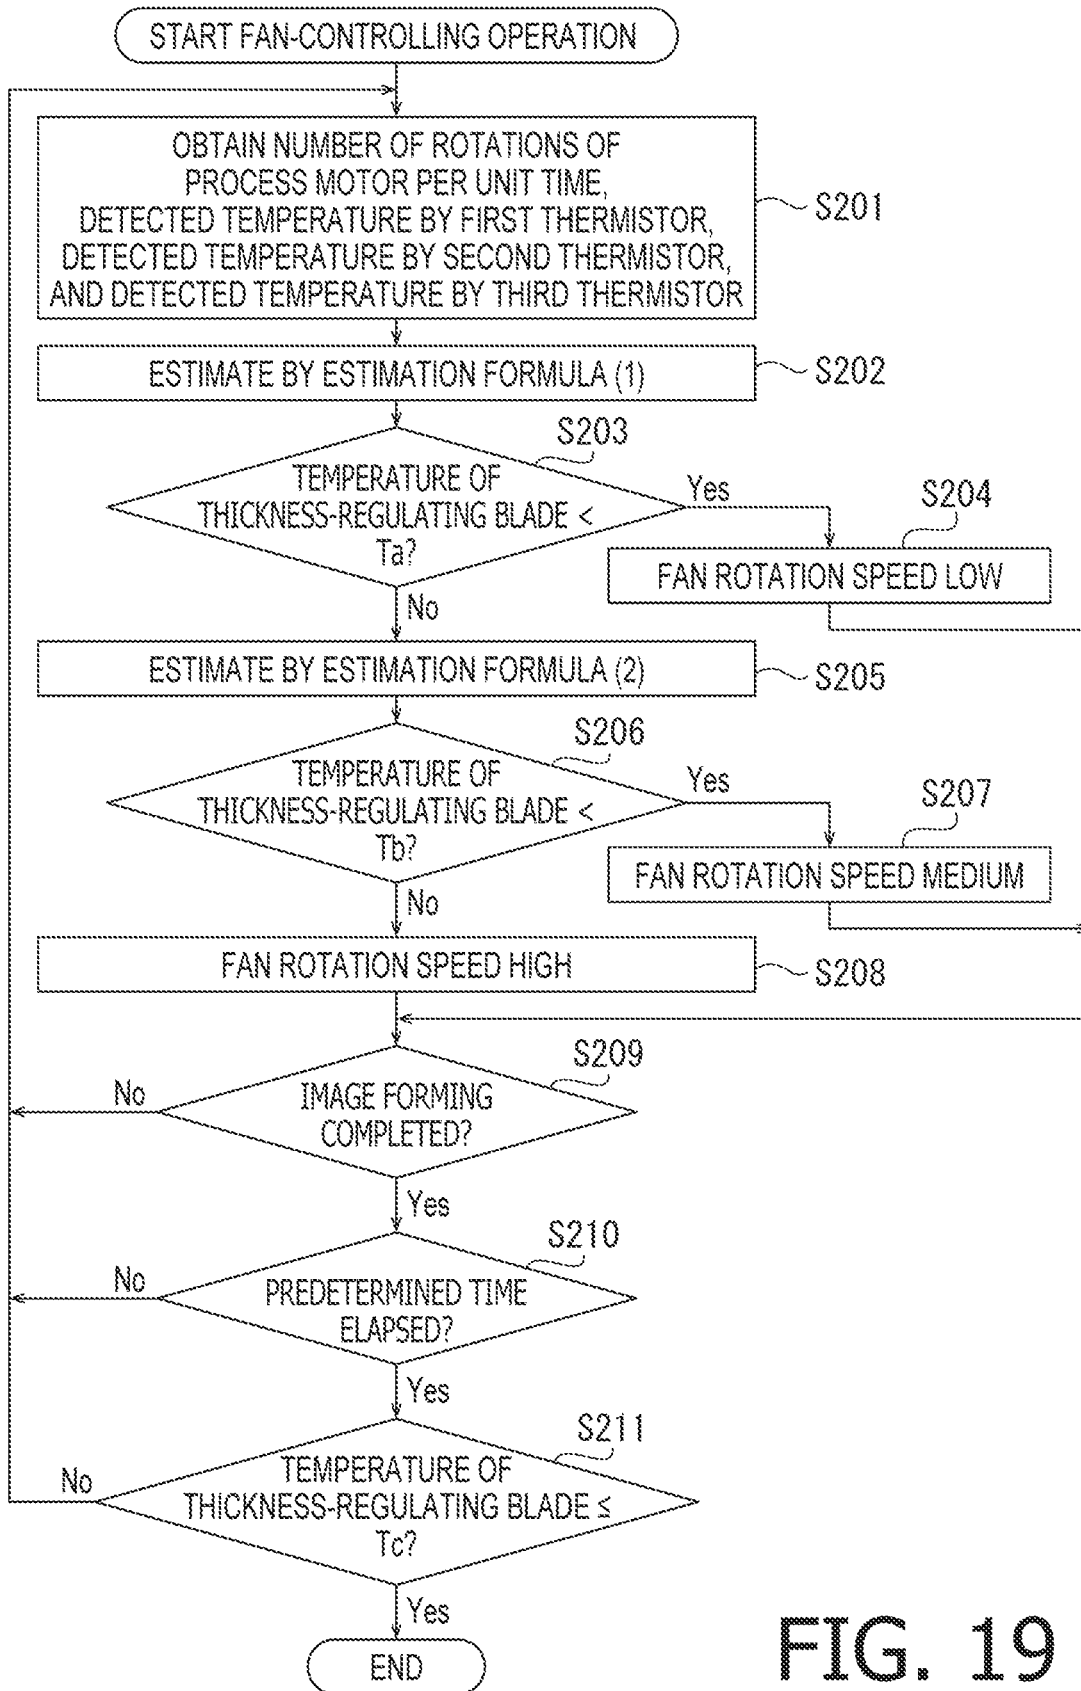 START FAN-CONTROLLING OPERATION
OBTAIN NUMBER OF ROTATIONS OF
PROCESS MOTOR PER UNIT TIME,
DETECTED TEMPERATURE BY FIRST THERMISTOR,
DETECTED TEMPERATURE BY SECOND THERMISTOR,
AND DETECTED TEMPERATURE BY THIRD THERMISTOR
S201
ESTIMATE BY ESTIMATION FORMULA (1)
S202
S203
TEMPERATURE OF
THICKNESS-REGULATING BLADE <
Ta?
Yes
S204
FAN ROTATION SPEED LOW
No
ESTIMATE BY ESTIMATION FORMULA (2)
S205
S206
TEMPERATURE OF
THICKNESS-REGULATING BLADE <
Tb?
Yes
S207
FAN ROTATION SPEED MEDIUM
No
FAN ROTATION SPEED HIGH
S208
S209
IMAGE FORMING
COMPLETED?
No
Yes
S210
PREDETERMINED TIME
ELAPSED?
No
Yes
S211
TEMPERATURE OF
THICKNESS-REGULATING BLADE ≤
Tc?
No
Yes
END
FIG. 19